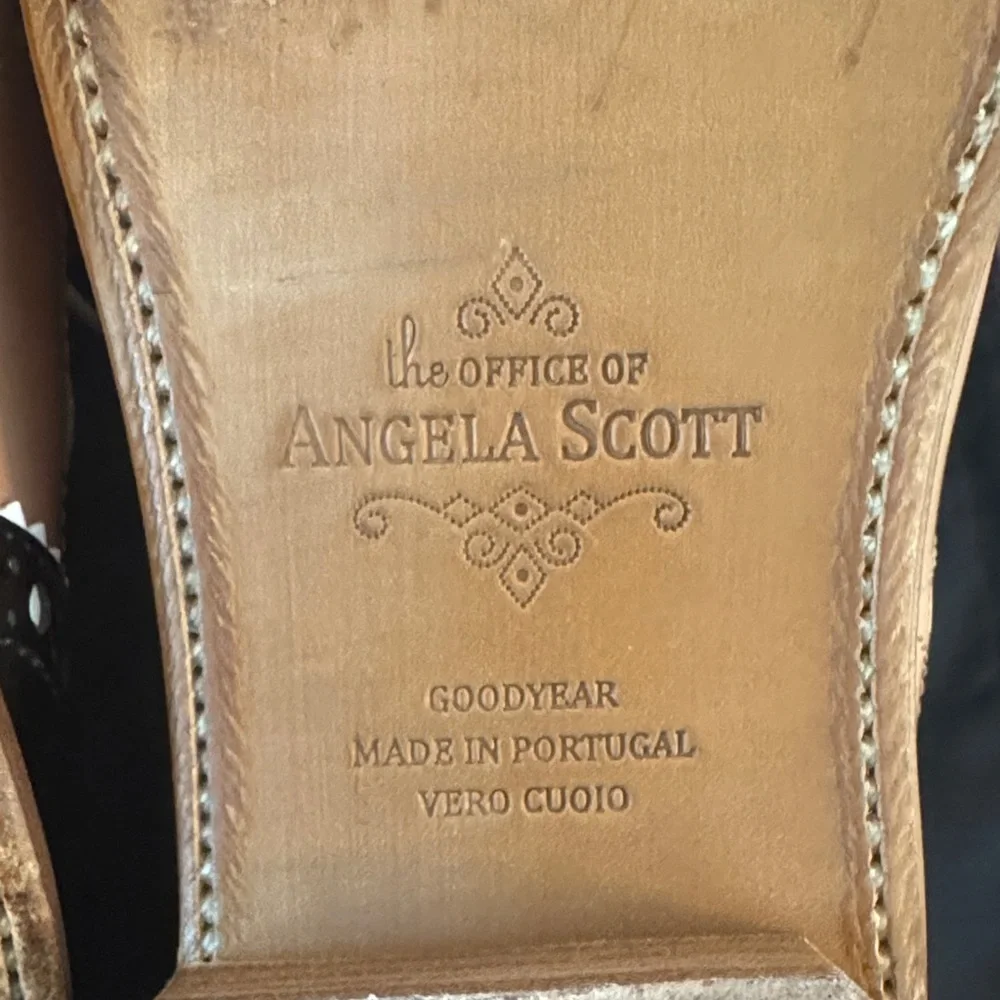 the OFFICE OF
ANGELA SCOTT
GOODYEAR
MADE IN PORTUGAL
VERO CUOIO